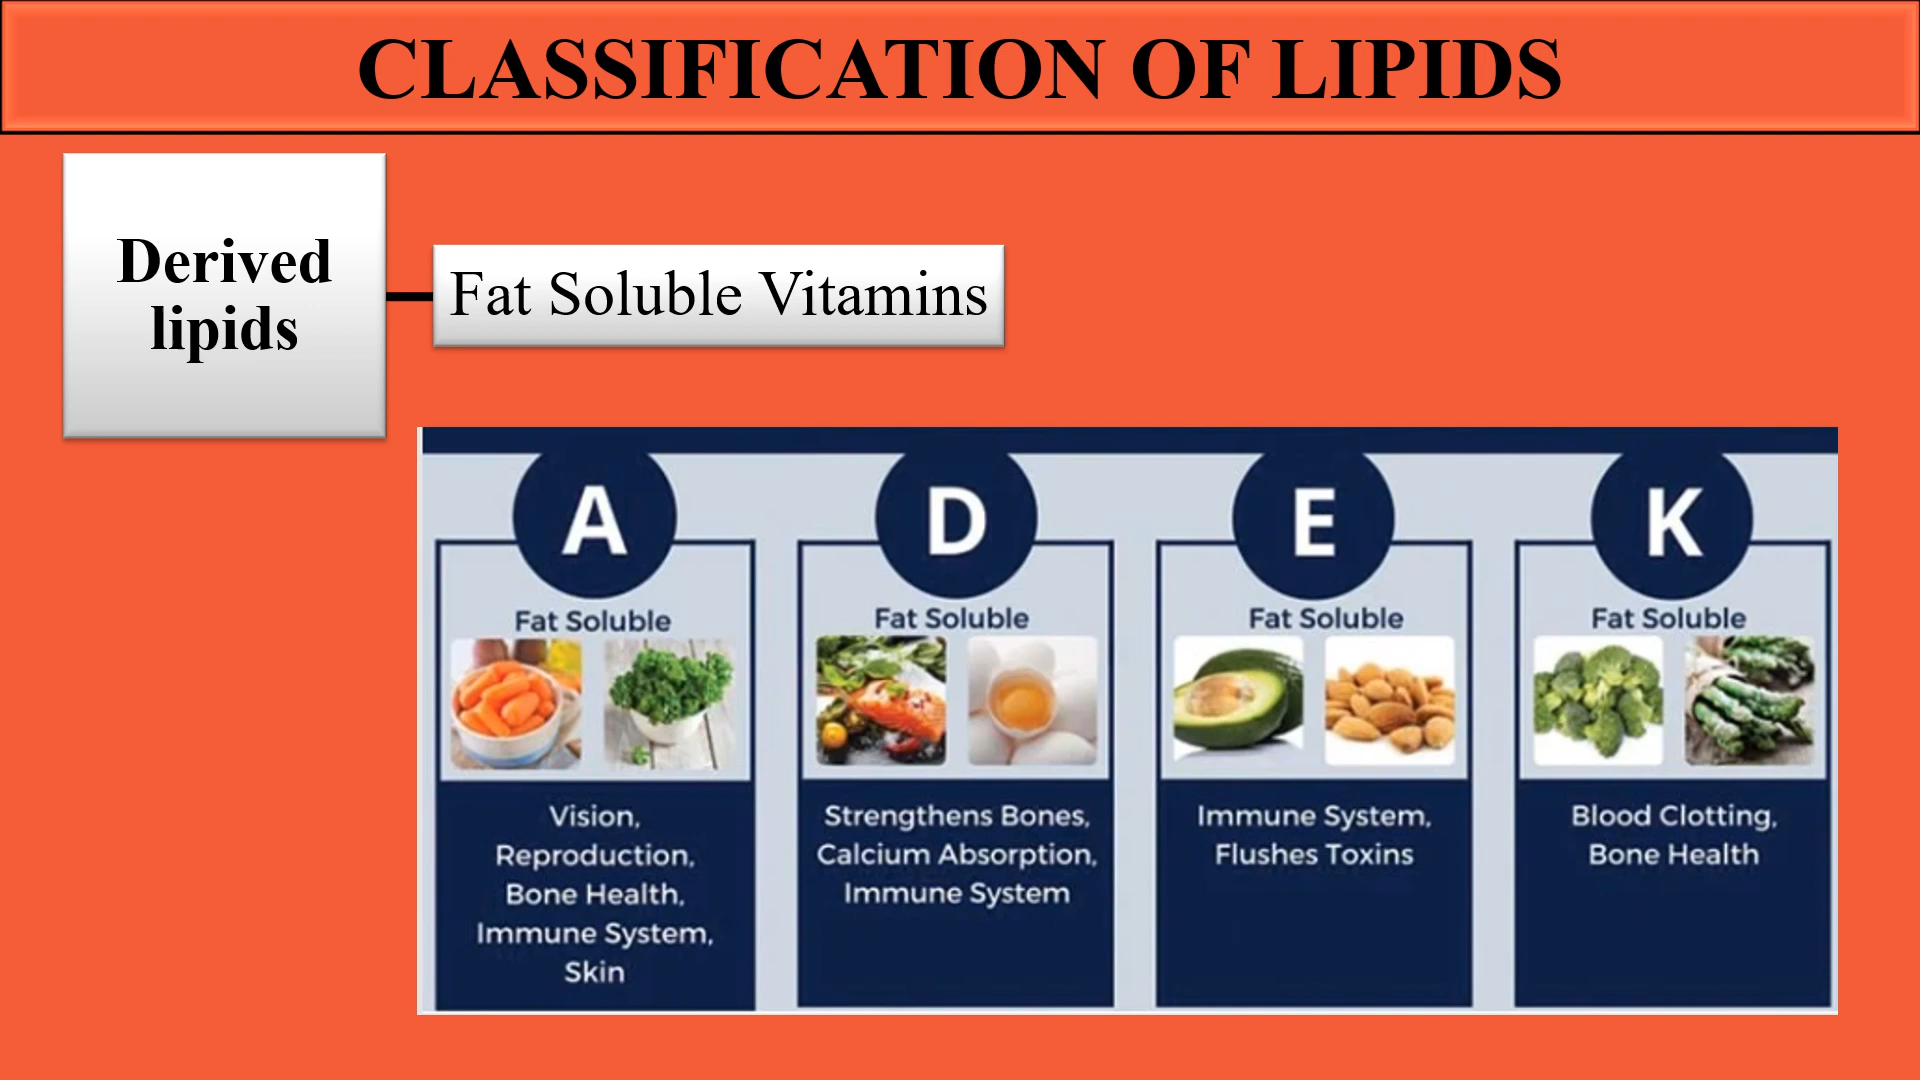 CLASSIFICATION OF LIPIDS
Derived
lipids
Fat Soluble Vitamins
A
Fat Soluble
Vision,
Reproduction,
Bone Health,
Immune System,
Skin
D
Fat Soluble
Strengthens Bones,
Calcium Absorption,
Immune System
E
Fat Soluble
Immune System,
Flushes Toxins
K
Fat Soluble
Blood Clotting,
Bone Health